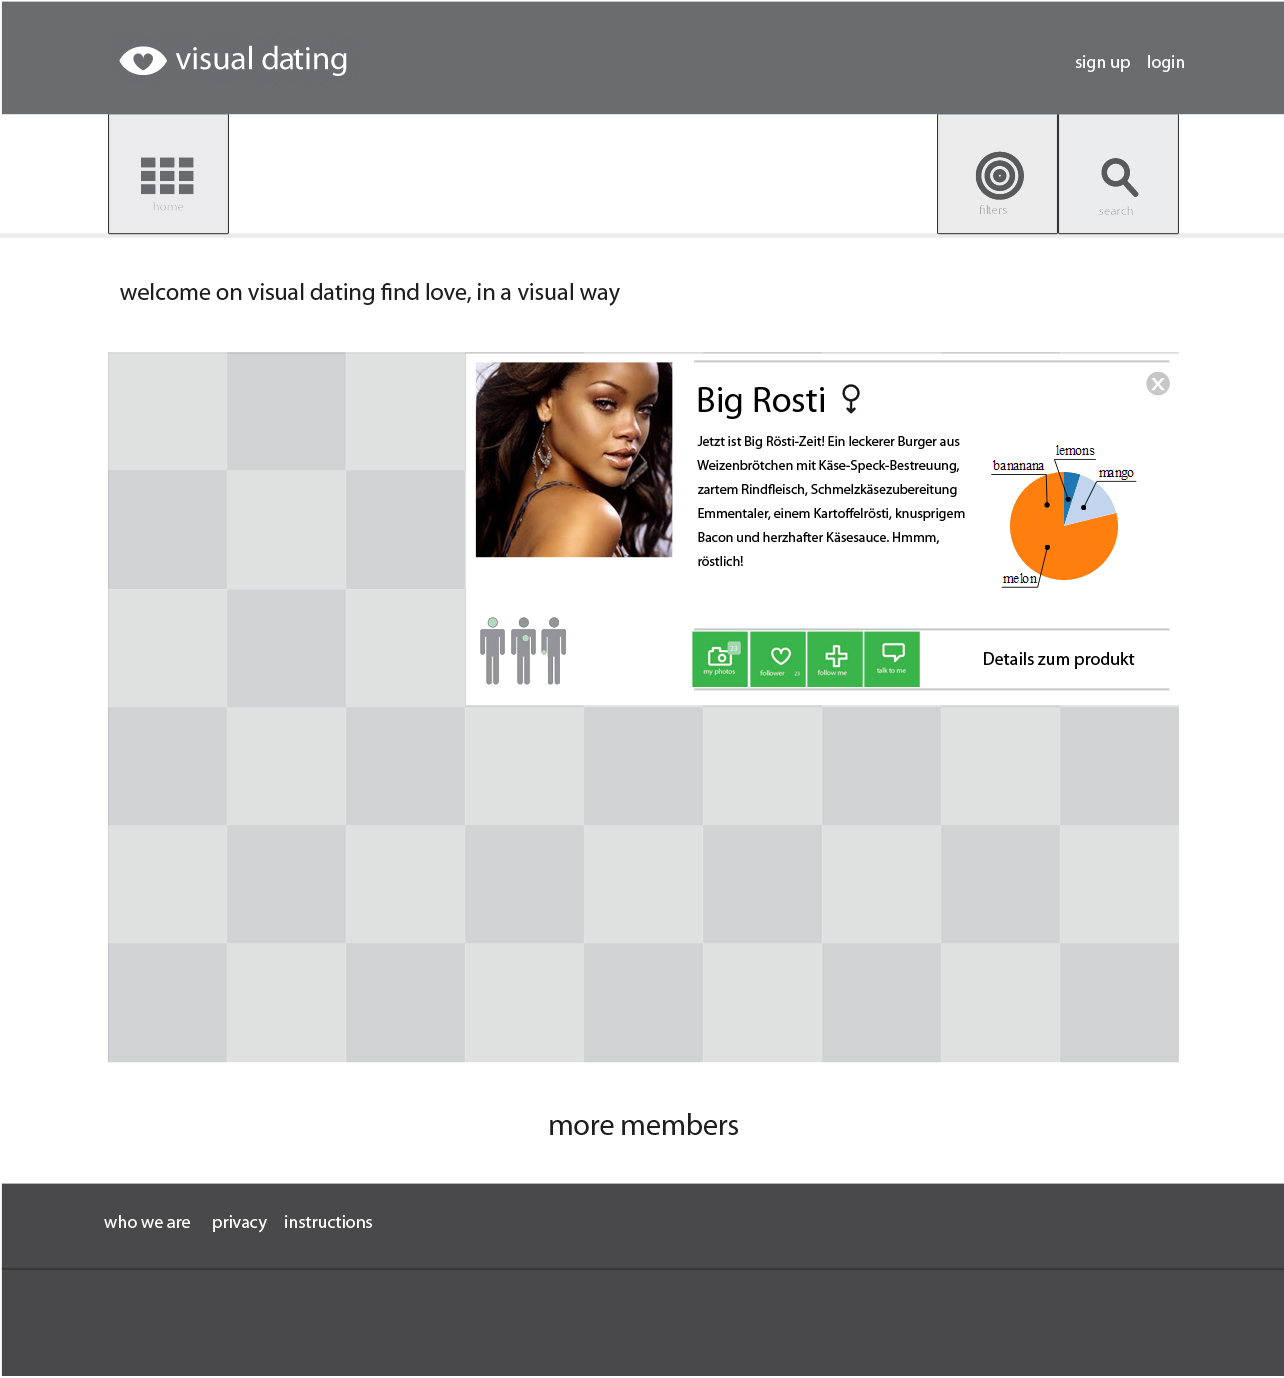 visual dating
sign up login
home
filters
search
welcome on visual dating find love, in a visual way
Big Rosti
Jetzt ist Big Rösti-Zeit! Ein leckerer Burger aus
Weizenbrötchen mit Käse-Speck-Bestreuung,
zartem Rindfleisch, Schmelzkäsezubereitung
Emmentaler, einem Kartoffelrösti, knusprigem
Bacon und herzhafter Käsesauce. Hmmm,
röstlich!
lemons
bananana
mango
melon
23
my photos
follower 23
follow me
talk to me
Details zum produkt
more members
who we are privacy instructions